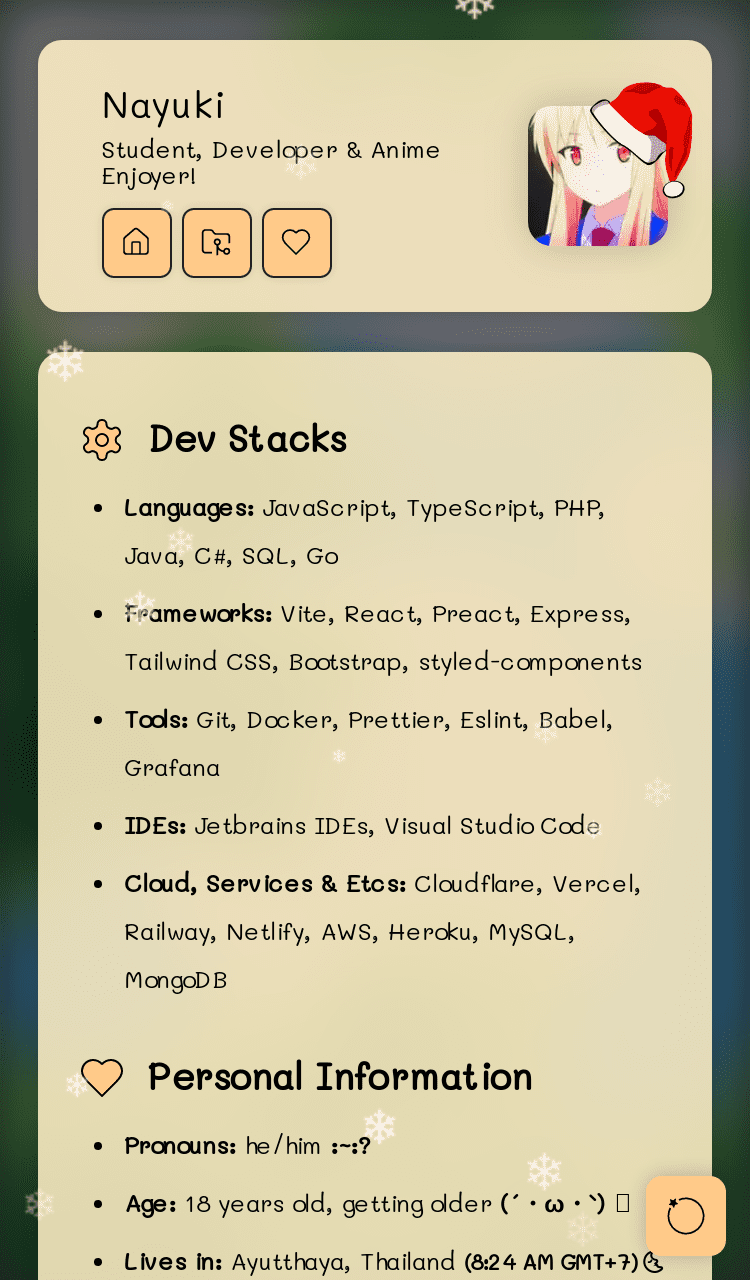 Nayuki
Student, Developer & Anime
Enjoyer!
Dev Stacks
Languages: JavaScript, TypeScript, PHP,
Java, C#, SQL, Go
Frameworks: Vite, React, Preact, Express,
Tailwind CSS, Bootstrap, styled-components
Tools: Git, Docker, Prettier, Eslint, Babel,
Grafana
IDEs: Jetbrains IDEs, Visual Studio Code
Cloud, Services & Etcs: Cloudflare, Vercel,
Railway, Netlify, AWS, Heroku, MySQL,
MongoDB
Personal Information
Pronouns: he/him :~:?
Age: 18 years old, getting older (´・ω・`)
Lives in: Ayutthaya, Thailand (8:24 AM GMT+7)